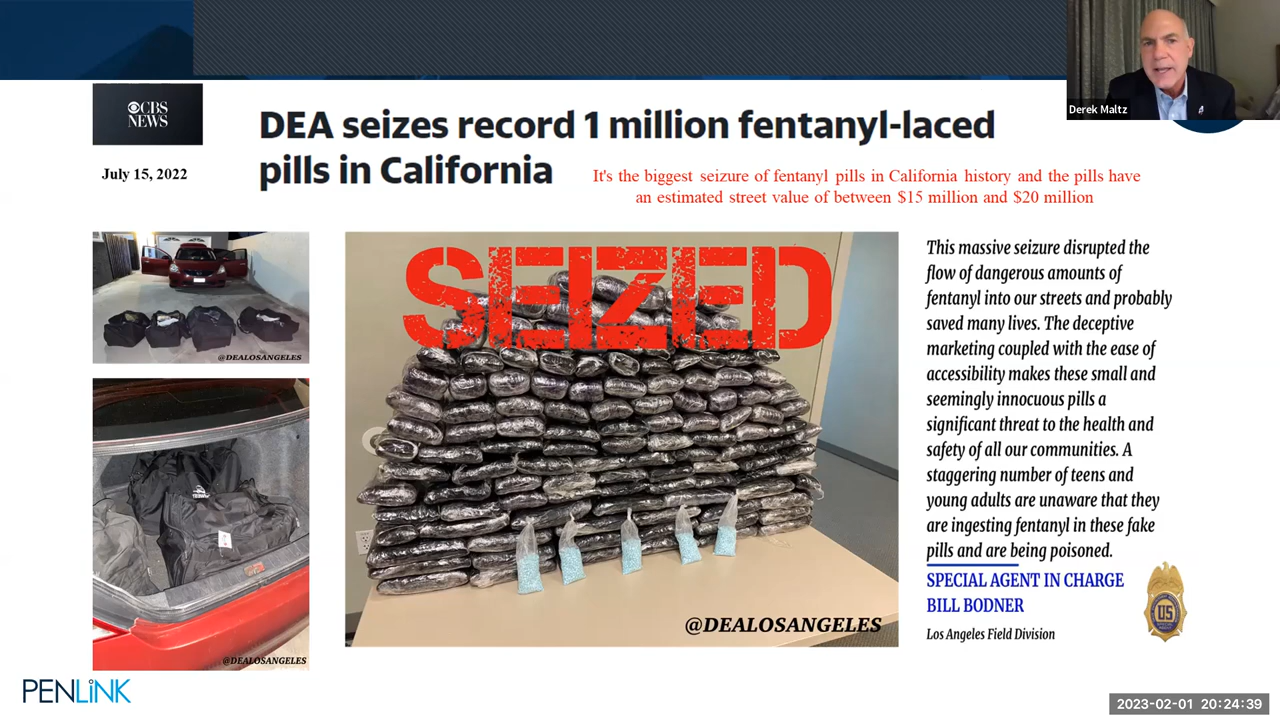 Derek Maltz
CBS
NEWS
July 15, 2022
DEA seizes record 1 million fentanyl-laced
pills in California
It's the biggest seizure of fentanyl pills in California history and the pills have
an estimated street value of between $15 million and $20 million
@DEALOSANGELES
@DEALOSANGELES
SEIZED
@DEALOSANGELES
This massive seizure disrupted the
flow of dangerous amounts of
fentanyl into our streets and probably
saved many lives. The deceptive
marketing coupled with the ease of
accessibility makes these small and
seemingly innocuous pills a
significant threat to the health and
safety of all our communities. A
staggering number of teens and
young adults are unaware that they
are ingesting fentanyl in these fake
pills and are being poisoned.
SPECIAL AGENT IN CHARGE
BILL BODNER
Los Angeles Field Division
US
PENLINK
2023-02-01 20:24:39